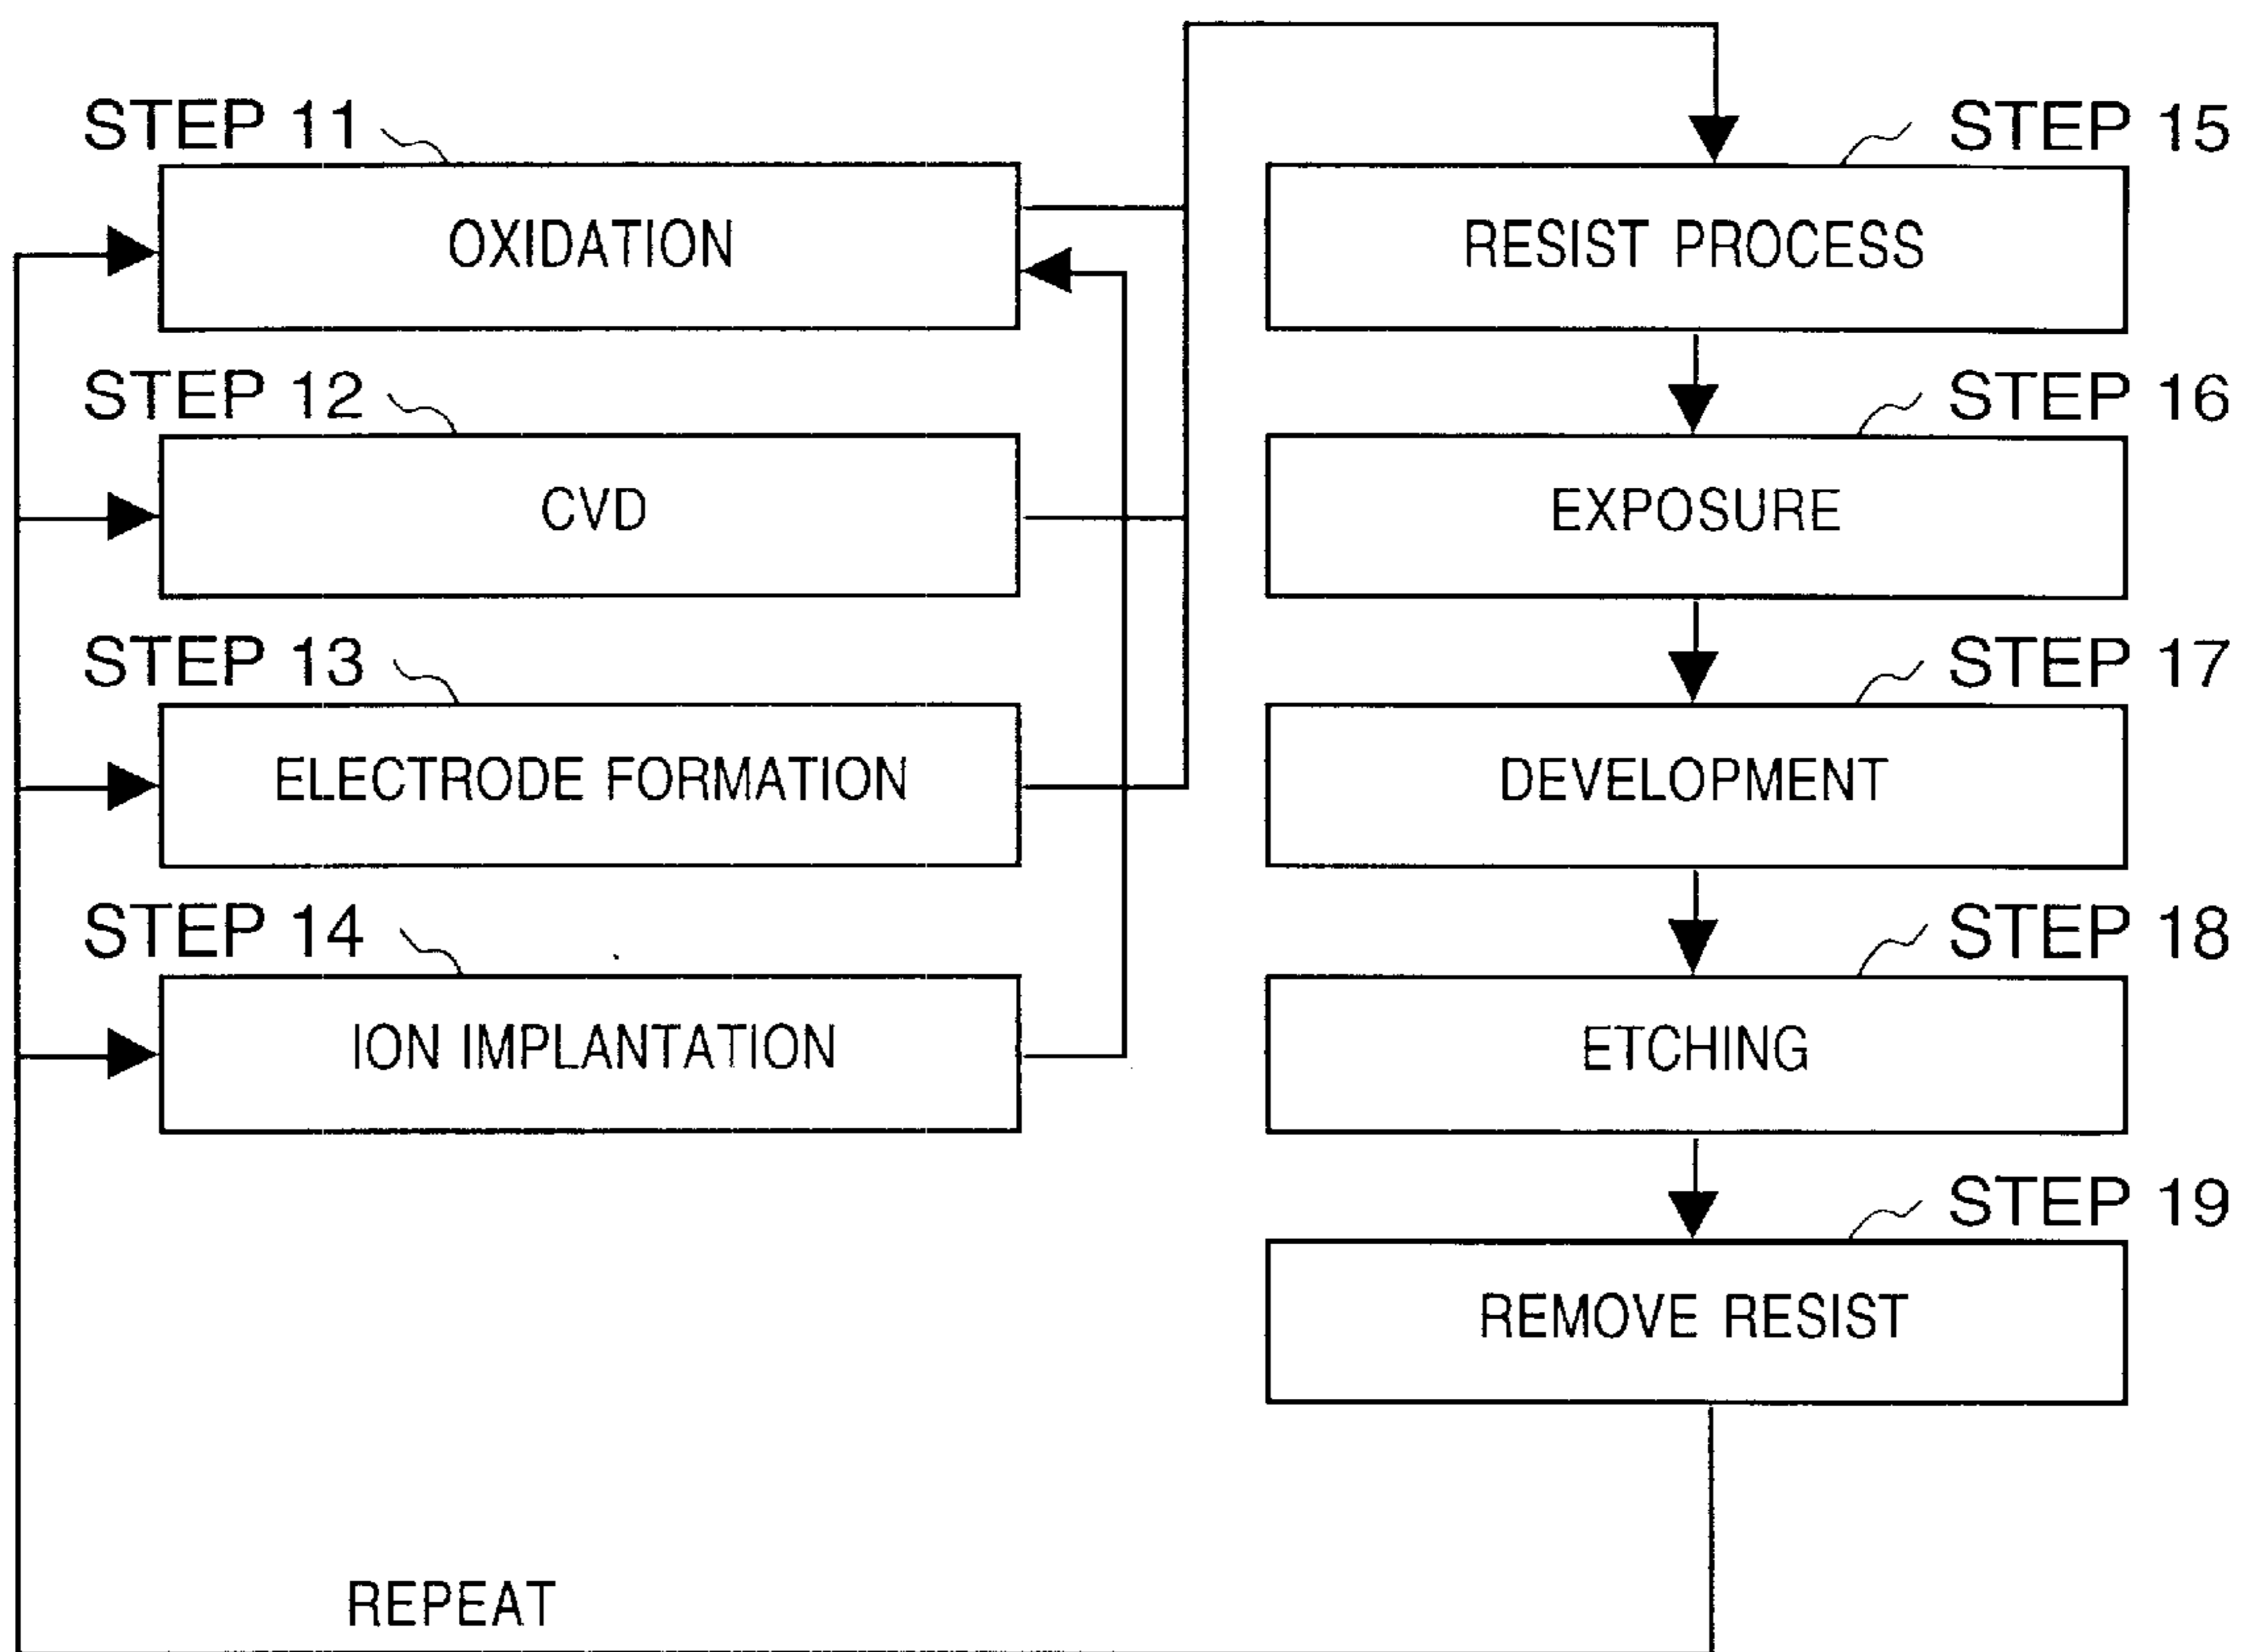 STEP 11
OXIDATION
STEP 12
CVD
STEP 13
ELECTRODE FORMATION
STEP 14
ION IMPLANTATION
STEP 15
RESIST PROCESS
STEP 16
EXPOSURE
STEP 17
DEVELOPMENT
STEP 18
ETCHING
STEP 19
REMOVE RESIST
REPEAT